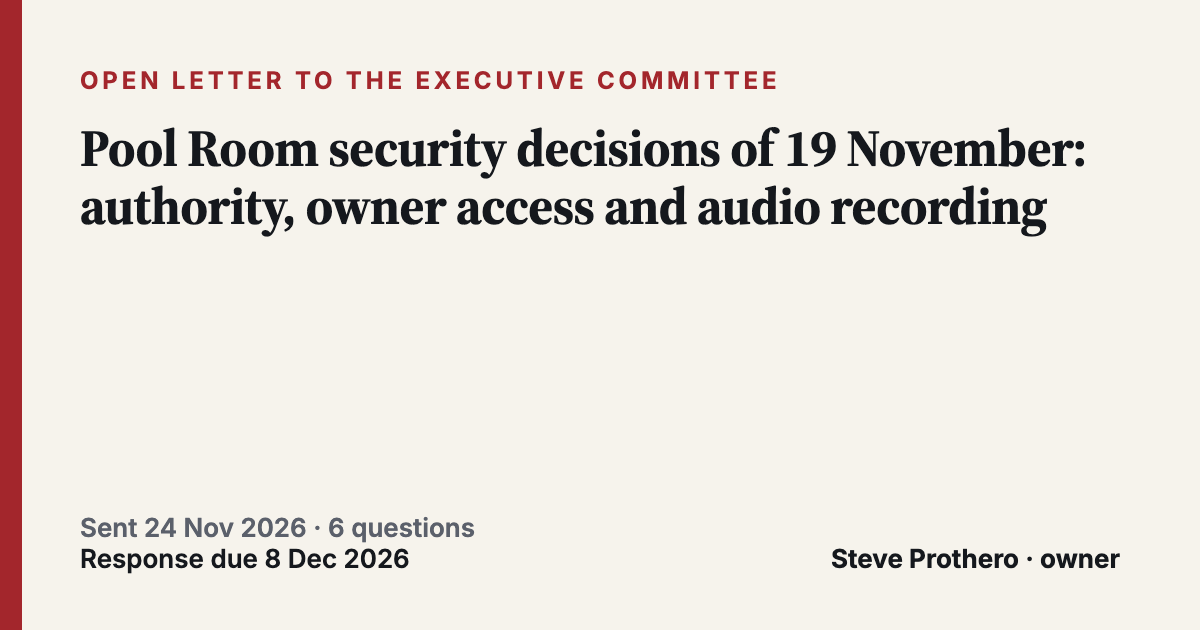 OPEN LETTER TO THE EXECUTIVE COMMITTEE
Pool Room security decisions of 19 November:
authority, owner access and audio recording
Sent 24 Nov 2026 · 6 questions
Response due 8 Dec 2026
Steve Prothero · owner